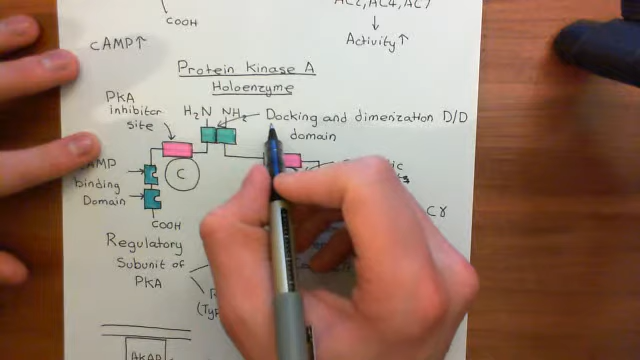 COOH
AC2, AC4, AC7
cAMP↑
Activity↑
Protein Kinase A
Holoenzyme
PKA
inhibitor
site
H2N NH2
Docking and dimerization D/D
domain
C
binding
Domain
COOH
Cγ
Regulatory
Subunit of
PKA
AKAP